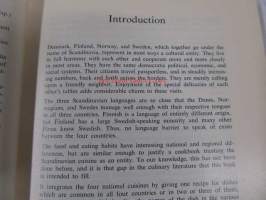 Introduction
Denmark, Finland, Norway, and Sweden, which together go under the
name of Scandinavia, represent in most ways a cultural entity. They live
in full harmony with each other and cooperate more and more closely
in most ways. They have the same democratic political, economic, and
social systems. Their citizens travel passportless, and in steadily increasing
numbers, back and forth across the borders. They are merely calling
upon a friendly neighbor. Enjoyment of the special delicacies of each
other's tables adds considerable charm to these visits.
The three Scandinavian languages are so close that the Danes, Norwegians,
and Swedes manage well enough with their respective tongues
in all three countries. Finnish is a language of entirely different origin,
but Finland has a large Swedish-speaking minority and many other
Finns know Swedish. Thus, no language barrier to speak of exists
between the four countries.
The food and eating habits have interesting national and regional differences,
but are similar enough to justify a cookbook treating the
Scandinavian cuisine as an entity. To our knowledge, this has not been
done before, and it is that gap in the culinary literature that this book
is intended to fill.
It integrates the four national cuisines by giving one recipe for dishes
which are common in all four countries or in two or three of them,